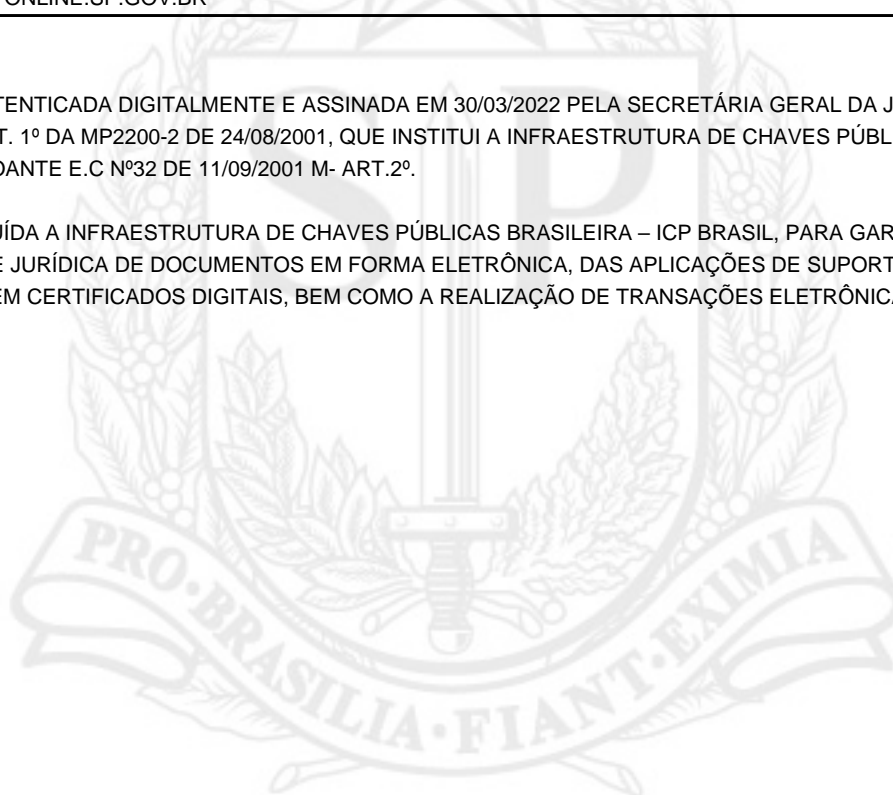 ONLINE.SP.GOV.BR
TENTICADA DIGITALMENTE E ASSINADA EM 30/03/2022 PELA SECRETÁRIA GERAL DA J
T. 1º DA MP2200-2 DE 24/08/2001, QUE INSTITUI A INFRAESTRUTURA DE CHAVES PÚBL
DANTE E.C Nº32 DE 11/09/2001 M- ART.2º.
UÍDA A INFRAESTRUTURA DE CHAVES PÚBLICAS BRASILEIRA – ICP BRASIL, PARA GAR
E JURÍDICA DE DOCUMENTOS EM FORMA ELETRÔNICA, DAS APLICAÇÕES DE SUPORT
EM CERTIFICADOS DIGITAIS, BEM COMO A REALIZAÇÃO DE TRANSAÇÕES ELETRÔNICA
SP
PRO•BRASILIA•FIANT•EXIMIA